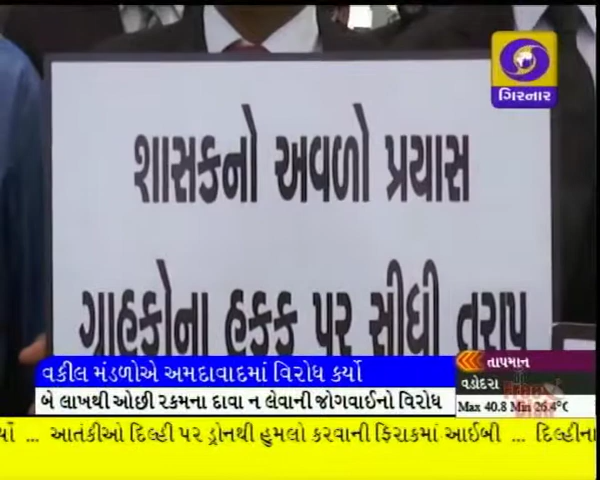 ગિરનાર
શાસકનો અવળો પ્રયાસ
ગ્રાહકોના હકક પર સીધી તરાપ
વકીલ મંડળોએ અમદાવાદમાં વિરોધ કર્યો
બે લાખથી ઓછી રકમના દાવા ન લેવાની જોગવાઈનો વિરોધ
તાપમાન
વડોદરા
Max 40.8 Min 26.4°C
ર્યો ... આતંકીઓ દિલ્હી પર ડ્રોનથી હુમલો કરવાની ફિરાકમાં આઈબી ... દિલ્હીના